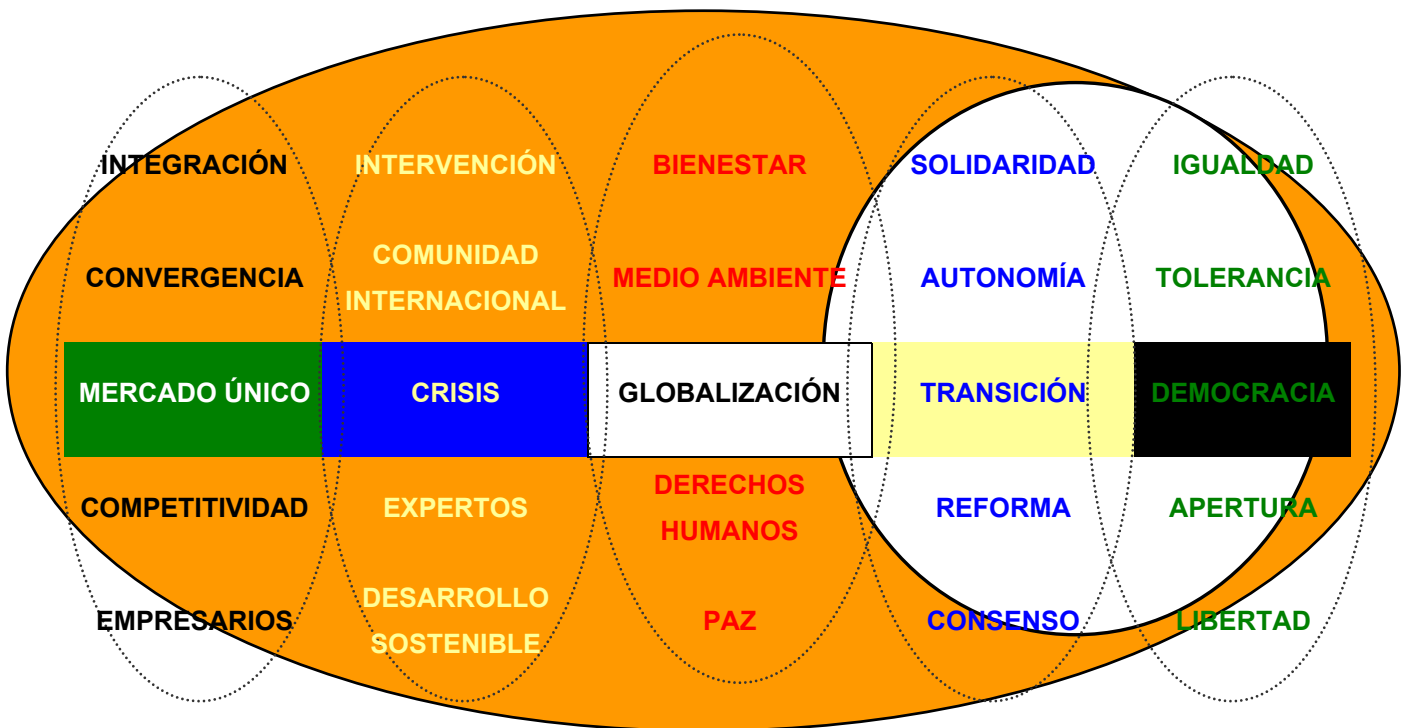 INTEGRACIÓN INTERVENCIÓN BIENESTAR SOLIDARIDAD IGUALDAD
CONVERGENCIA COMUNIDAD INTERNACIONAL MEDIO AMBIENTE AUTONOMÍA TOLERANCIA
MERCADO ÚNICO CRISIS GLOBALIZACIÓN TRANSICIÓN DEMOCRACIA
COMPETITIVIDAD EXPERTOS DERECHOS HUMANOS REFORMA APERTURA
EMPRESARIOS DESARROLLO SOSTENIBLE PAZ CONSENSO LIBERTAD